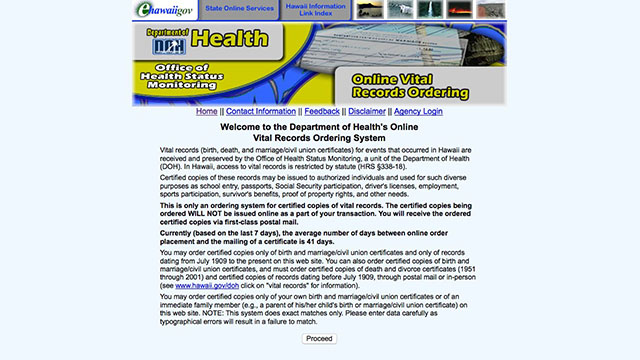 ehawaiigov
State Online Services
Hawaii Information
Link Index
Department of
Health
DOH
Office of
Health Status
Monitoring
Online Vital
Records Ordering
Home || Contact Information || Feedback || Disclaimer || Agency Login
Welcome to the Department of Health's Online
Vital Records Ordering System
Vital records (birth, death, and marriage/civil union certificates) for events that occurred in Hawaii are
received and preserved by the Office of Health Status Monitoring, a unit of the Department of Health
(DOH). In Hawaii, access to vital records is restricted by statute (HRS §338-18).
Certified copies of these records may be issued to authorized individuals and used for such diverse
purposes as school entry, passports, Social Security participation, driver's licenses, employment,
sports participation, survivor's benefits, proof of property rights, and other needs.
This is only an ordering system for certified copies of vital records. The certified copies being
ordered WILL NOT be issued online as a part of your transaction. You will receive the ordered
certified copies via first-class postal mail.
Currently (based on the last 7 days), the average number of days between online order
placement and the mailing of a certificate is 41 days.
You may order certified copies only of birth and marriage/civil union certificates and only of records
dating from July 1909 to the present on this web site. You can also order certified copies of birth and
marriage/civil union certificates, and must order certified copies of death and divorce certificates (1951
through 2001) and certified copies of records dating before July 1909, through postal mail or in-person
(see www.hawaii.gov/doh click on "vital records" for information).
You may order certified copies only of your own birth and marriage/civil union certificates or of an
immediate family member (e.g., a parent of his/her child's birth or marriage/civil union certificate) on
this web site. NOTE: This system does exact matches only. Please enter data carefully as
typographical errors will result in a failure to match.
Proceed